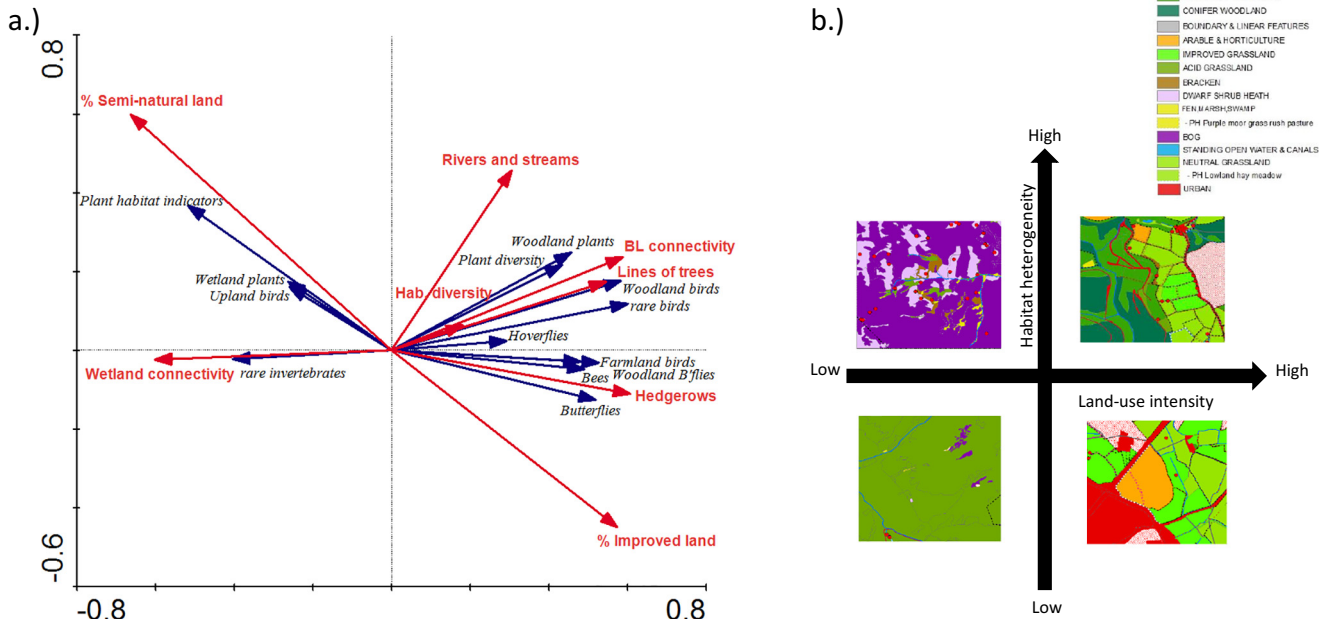 a.)
0.8
% Semi-natural land
Rivers and streams
Plant habitat indicators
Woodland plants
BL connectivity
Plant diversity
Lines of trees
Wetland plants
Hab. diversity
Woodland birds
Upland birds
rare birds
Hoverflies
Farmland birds
Wetland connectivity
rare invertebrates
Bees
Woodland B'flies
Hedgerows
Butterflies
% Improved land
-0.6
-0.8
0.8
b.)
CONIFER WOODLAND
BOUNDARY & LINEAR FEATURES
ARABLE & HORTICULTURE
IMPROVED GRASSLAND
ACID GRASSLAND
BRACKEN
DWARF SHRUB HEATH
FEN,MARSH,SWAMP
- PH Purple moor grass rush pasture
BOG
STANDING OPEN WATER & CANALS
NEUTRAL GRASSLAND
- PH Lowland hay meadow
URBAN
High
Habitat heterogeneity
Low
High
Land-use intensity
Low